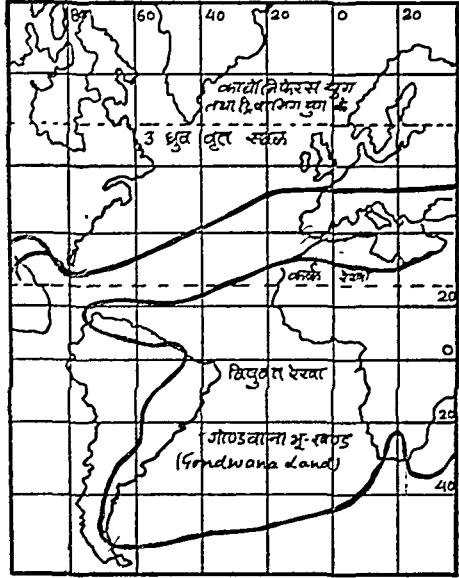 80 60 40 20 0 20
कार्बोनिफेरस युग
तथा ट्रियासिग युग के
उ ध्रुव वृत स्थल
कर्क रेखा
20
0
विषुवत रेखा
20
गोण्डवाना भू-खण्ड
(Gondwana Land)
40